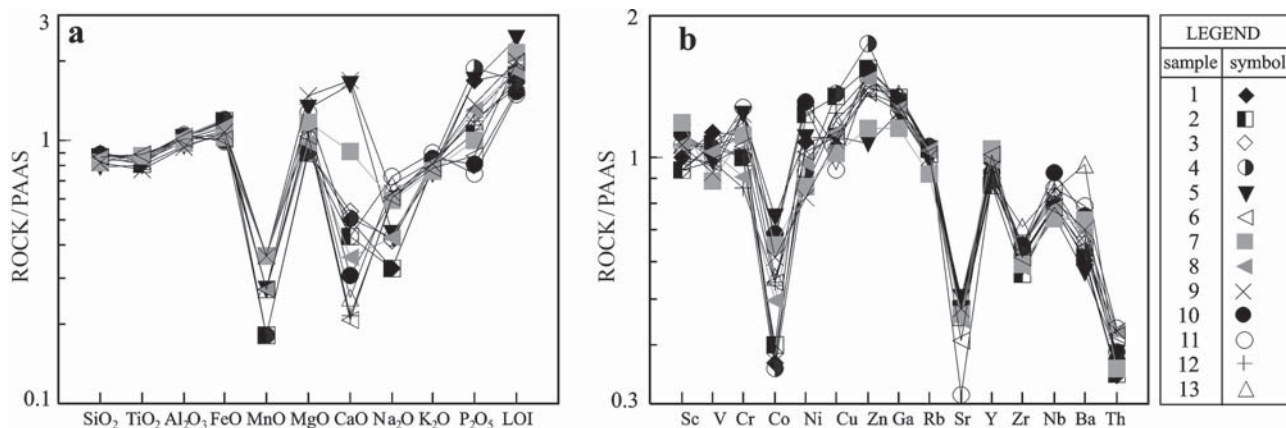 a
3
1
0.1
ROCK/PAAS
SiO₂ TiO₂ Al₂O₃ FeO MnO MgO CaO Na₂O K₂O P₂O₅ LOI
b
2
1
0.3
ROCK/PAAS
Sc V Cr Co Ni Cu Zn Ga Rb Sr Y Zr Nb Ba Th
LEGEND
sample symbol
1
2
3
4
5
6
7
8
9
10
11
12
13